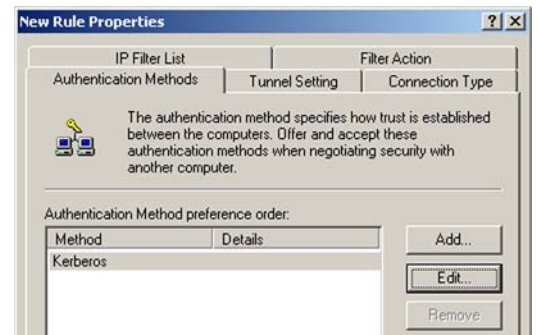 New Rule Properties
IP Filter List
Filter Action
Authentication Methods
Tunnel Setting
Connection Type
The authentication method specifies how trust is established
between the computers. Offer and accept these
authentication methods when negotiating security with
another computer.
Authentication Method preference order:
Method
Details
Add...
Kerberos
Edit...
Remove